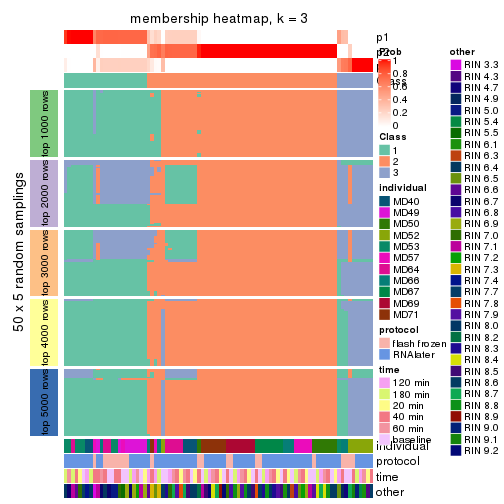 membership heatmap, k = 3
p1
p2
Class
50 x 5 random samplings
top 1000 rows
top 2000 rows
top 3000 rows
top 4000 rows
top 5000 rows
individual
protocol
time
other
Prob
1
0.8
0.6
0.4
0.2
0
Class
1
2
3
individual
MD40
MD49
MD50
MD52
MD53
MD57
MD64
MD66
MD67
MD69
MD71
protocol
flash frozen
RNAlater
time
120 min
180 min
20 min
40 min
60 min
baseline
other
RIN 3.3
RIN 4.3
RIN 4.7
RIN 4.9
RIN 5.0
RIN 5.4
RIN 5.5
RIN 6.1
RIN 6.3
RIN 6.4
RIN 6.5
RIN 6.6
RIN 6.7
RIN 6.8
RIN 6.9
RIN 7.0
RIN 7.1
RIN 7.2
RIN 7.3
RIN 7.4
RIN 7.7
RIN 7.8
RIN 7.9
RIN 8.0
RIN 8.2
RIN 8.3
RIN 8.4
RIN 8.5
RIN 8.6
RIN 8.7
RIN 8.8
RIN 8.9
RIN 9.0
RIN 9.1
RIN 9.2